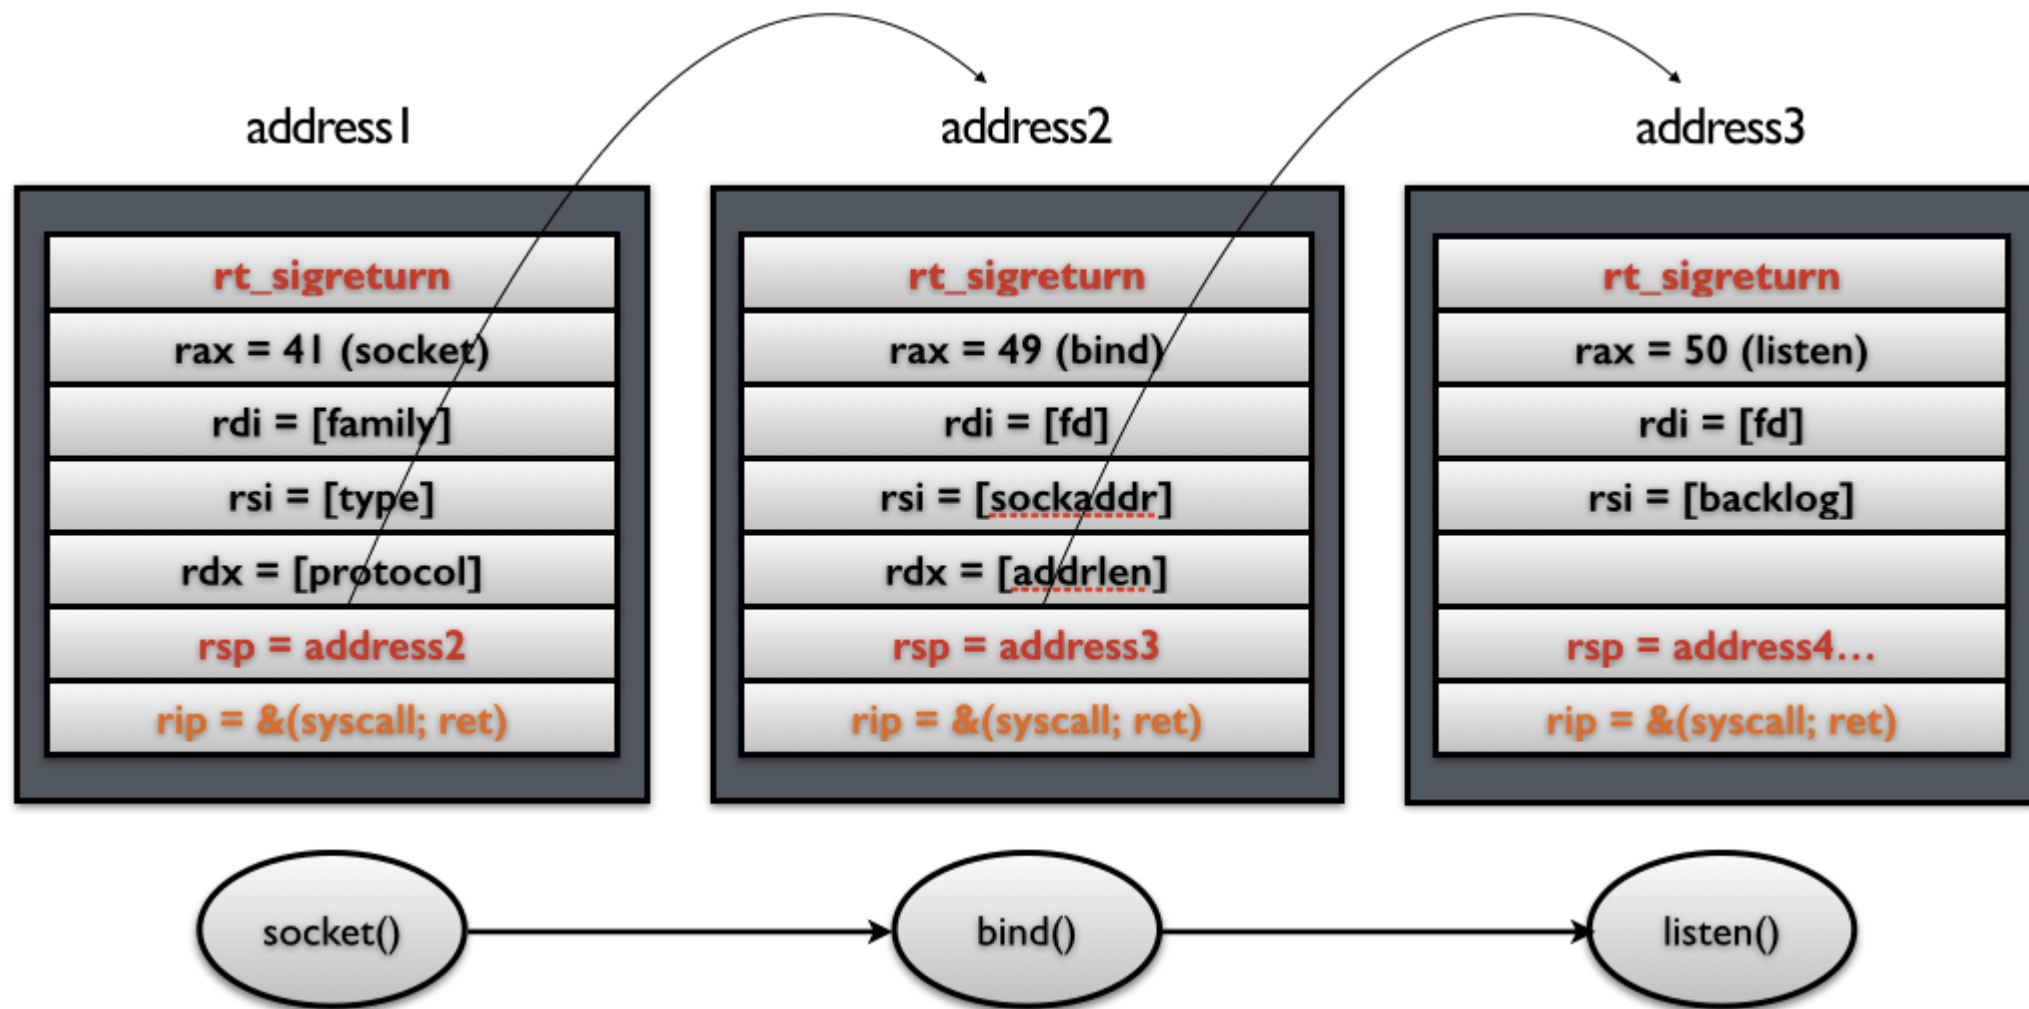 address1
address2
address3
rt_sigreturn
rax = 41 (socket)
rdi = [family]
rsi = [type]
rdx = [protocol]
rsp = address2
rip = &(syscall; ret)
rt_sigreturn
rax = 49 (bind)
rdi = [fd]
rsi = [sockaddr]
rdx = [addrlen]
rsp = address3
rip = &(syscall; ret)
rt_sigreturn
rax = 50 (listen)
rdi = [fd]
rsi = [backlog]
rsp = address4...
rip = &(syscall; ret)
socket()
bind()
listen()